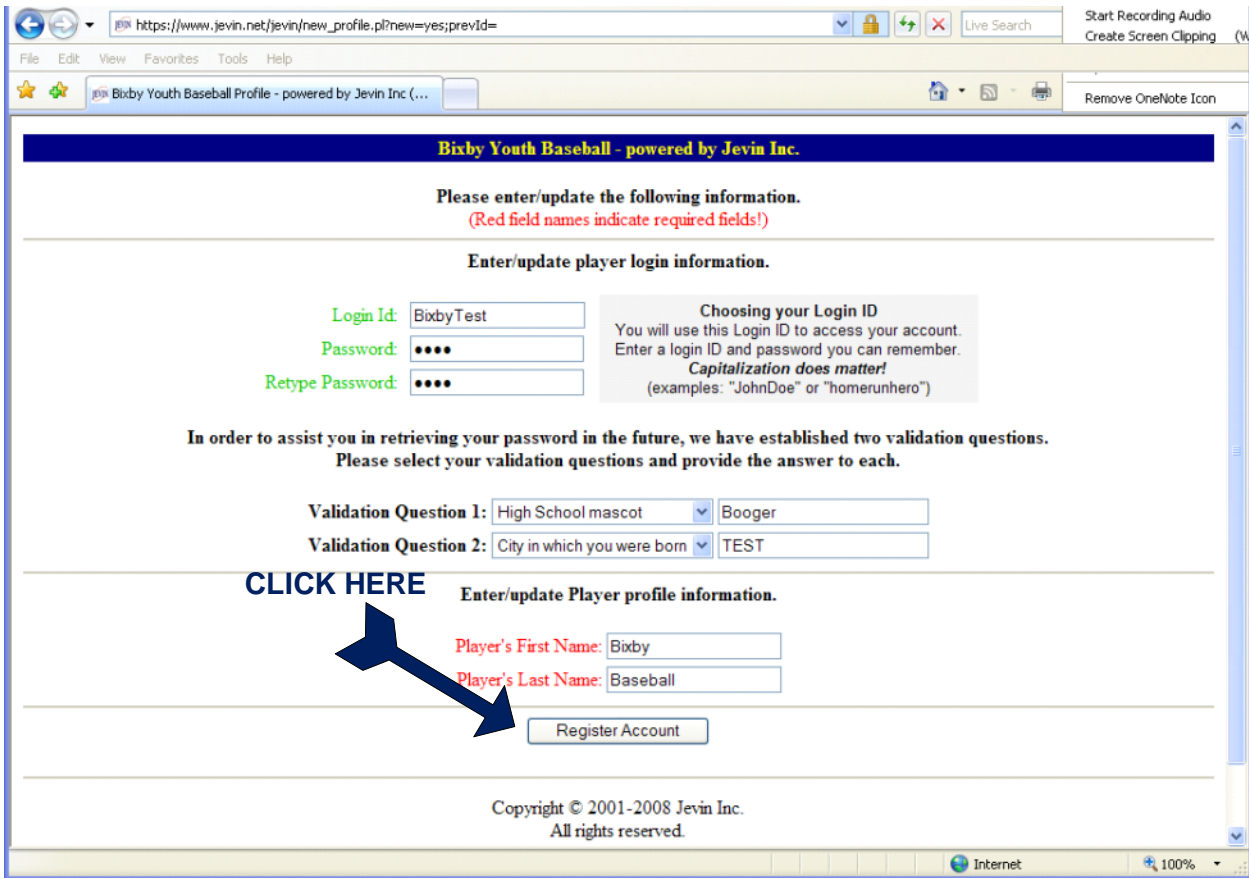 https://www.jevin.net/jevin/new_profile.pl?new=yes;prevId=
Live Search
Start Recording Audio
Create Screen Clipping (W
File Edit View Favorites Tools Help
Bixby Youth Baseball Profile - powered by Jevin Inc (...
Remove OneNote Icon
Bixby Youth Baseball - powered by Jevin Inc.
Please enter/update the following information.
(Red field names indicate required fields!)
Enter/update player login information.
Login Id: BixbyTest
Password: ●●●●
Retype Password: ●●●●
Choosing your Login ID
You will use this Login ID to access your account.
Enter a login ID and password you can remember.
Capitalization does matter!
(examples: "JohnDoe" or "homerunhero")
In order to assist you in retrieving your password in the future, we have established two validation questions.
Please select your validation questions and provide the answer to each.
Validation Question 1: High School mascot Booger
Validation Question 2: City in which you were born TEST
CLICK HERE
Enter/update Player profile information.
Player's First Name: Bixby
Player's Last Name: Baseball
Register Account
Copyright © 2001-2008 Jevin Inc.
All rights reserved.
Internet 100%